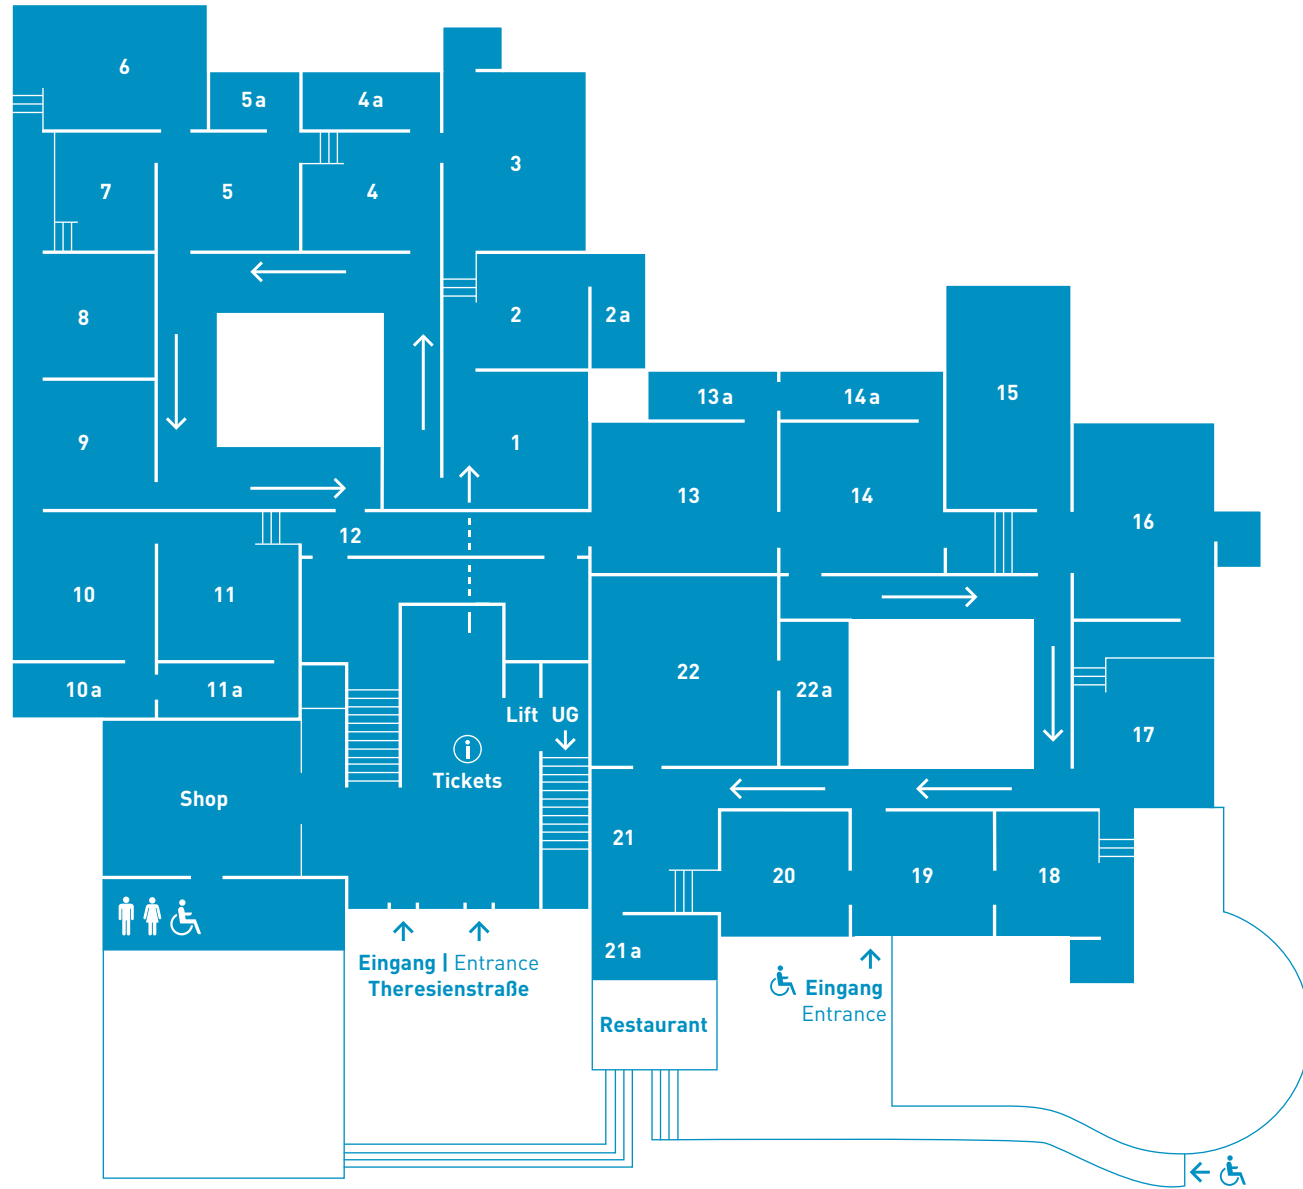 6
5a
4a
3
7
5
4
8
2
2a
9
1
13a
14a
15
13
14
16
12
10
11
22
22a
10a
11a
Lift UG
17
i
Tickets
Shop
21
20
19
18
21a
Eingang | Entrance
Theresienstraße
Eingang
Entrance
Restaurant